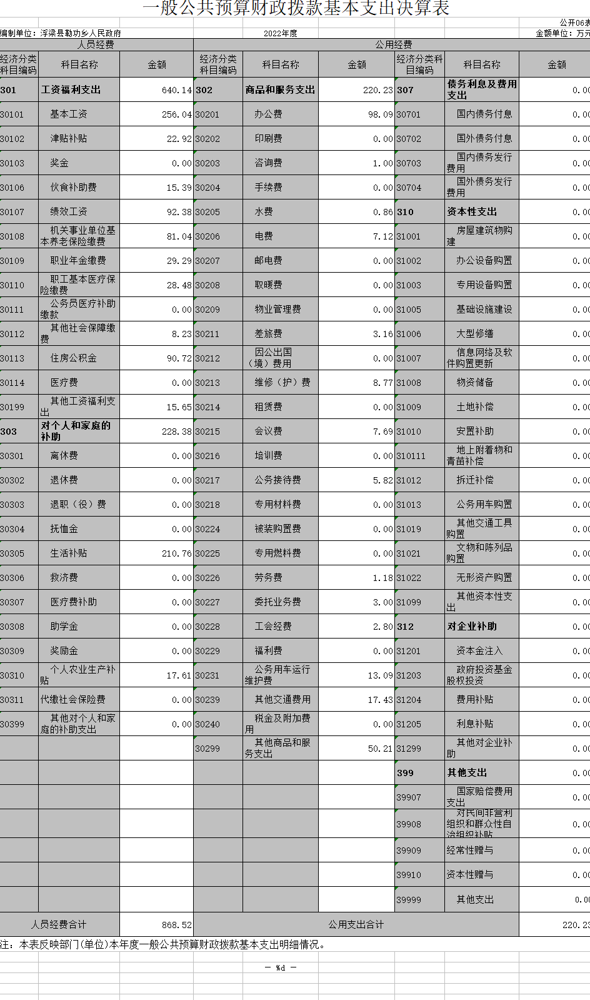 一般公共预算财政拨款基本支出决算表
公开06表
编制单位：浮梁县勒功乡人民政府 2022年度 金额单位：万元
人员经费 公用经费
经济分类科目编码 科目名称 金额 经济分类科目编码 科目名称 金额 经济分类科目编码 科目名称 金额
301 工资福利支出 640.14 302 商品和服务支出 220.23 307 债务利息及费用支出 0.00
30101 基本工资 256.04 30201 办公费 98.09 30701 国内债务付息 0.00
30102 津贴补贴 22.92 30202 印刷费 0.00 30702 国外债务付息 0.00
30103 奖金 0.00 30203 咨询费 1.00 30703 国内债务发行费用 0.00
30106 伙食补助费 15.39 30204 手续费 0.00 30704 国外债务发行费用 0.00
30107 绩效工资 92.38 30205 水费 0.86 310 资本性支出 0.00
30108 机关事业单位基本养老保险缴费 81.04 30206 电费 7.12 31001 房屋建筑物购建 0.00
30109 职业年金缴费 29.29 30207 邮电费 0.00 31002 办公设备购置 0.00
30110 职工基本医疗保险缴费 28.48 30208 取暖费 0.00 31003 专用设备购置 0.00
30111 公务员医疗补助缴款 0.00 30209 物业管理费 0.00 31005 基础设施建设 0.00
30112 其他社会保障缴费 8.23 30211 差旅费 3.16 31006 大型修缮 0.00
30113 住房公积金 90.72 30212 因公出国（境）费用 0.00 31007 信息网络及软件购置更新 0.00
30114 医疗费 0.00 30213 维修（护）费 8.77 31008 物资储备 0.00
30199 其他工资福利支出 15.65 30214 租赁费 0.00 31009 土地补偿 0.00
303 对个人和家庭的补助 228.38 30215 会议费 7.69 31010 安置补助 0.00
30301 离休费 0.00 30216 培训费 0.00 310111 地上附着物和青苗补偿 0.00
30302 退休费 0.00 30217 公务接待费 5.82 31012 拆迁补偿 0.00
30303 退职（役）费 0.00 30218 专用材料费 0.00 31013 公务用车购置 0.00
30304 抚恤金 0.00 30224 被装购置费 0.00 31019 其他交通工具购置 0.00
30305 生活补贴 210.76 30225 专用燃料费 0.00 31021 文物和陈列品购置 0.00
30306 救济费 0.00 30226 劳务费 1.18 31022 无形资产购置 0.00
30307 医疗费补助 0.00 30227 委托业务费 3.00 31099 其他资本性支出 0.00
30308 助学金 0.00 30228 工会经费 2.80 312 对企业补助 0.00
30309 奖励金 0.00 30229 福利费 0.00 31201 资本金注入 0.00
30310 个人农业生产补贴 17.61 30231 公务用车运行维护费 13.09 31203 政府投资基金股权投资 0.00
30311 代缴社会保险费 0.00 30239 其他交通费用 17.43 31204 费用补贴 0.00
30399 其他对个人和家庭的补助支出 0.00 30240 税金及附加费用 0.00 31205 利息补贴 0.00
30299 其他商品和服务支出 50.21 31299 其他对企业补助 0.00
399 其他支出 0.00
39907 国家赔偿费用支出 0.00
39908 对民间非营利组织和群众性自治组织补贴 0.00
39909 经常性赠与 0.00
39910 资本性赠与 0.00
39999 其他支出 0.00
人员经费合计 868.52 公用支出合计 220.23
注：本表反映部门(单位)本年度一般公共预算财政拨款基本支出明细情况。
— %d —